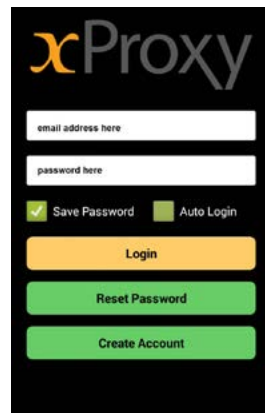 xProxy
email address here
password here
Save Password Auto Login
Login
Reset Password
Create Account